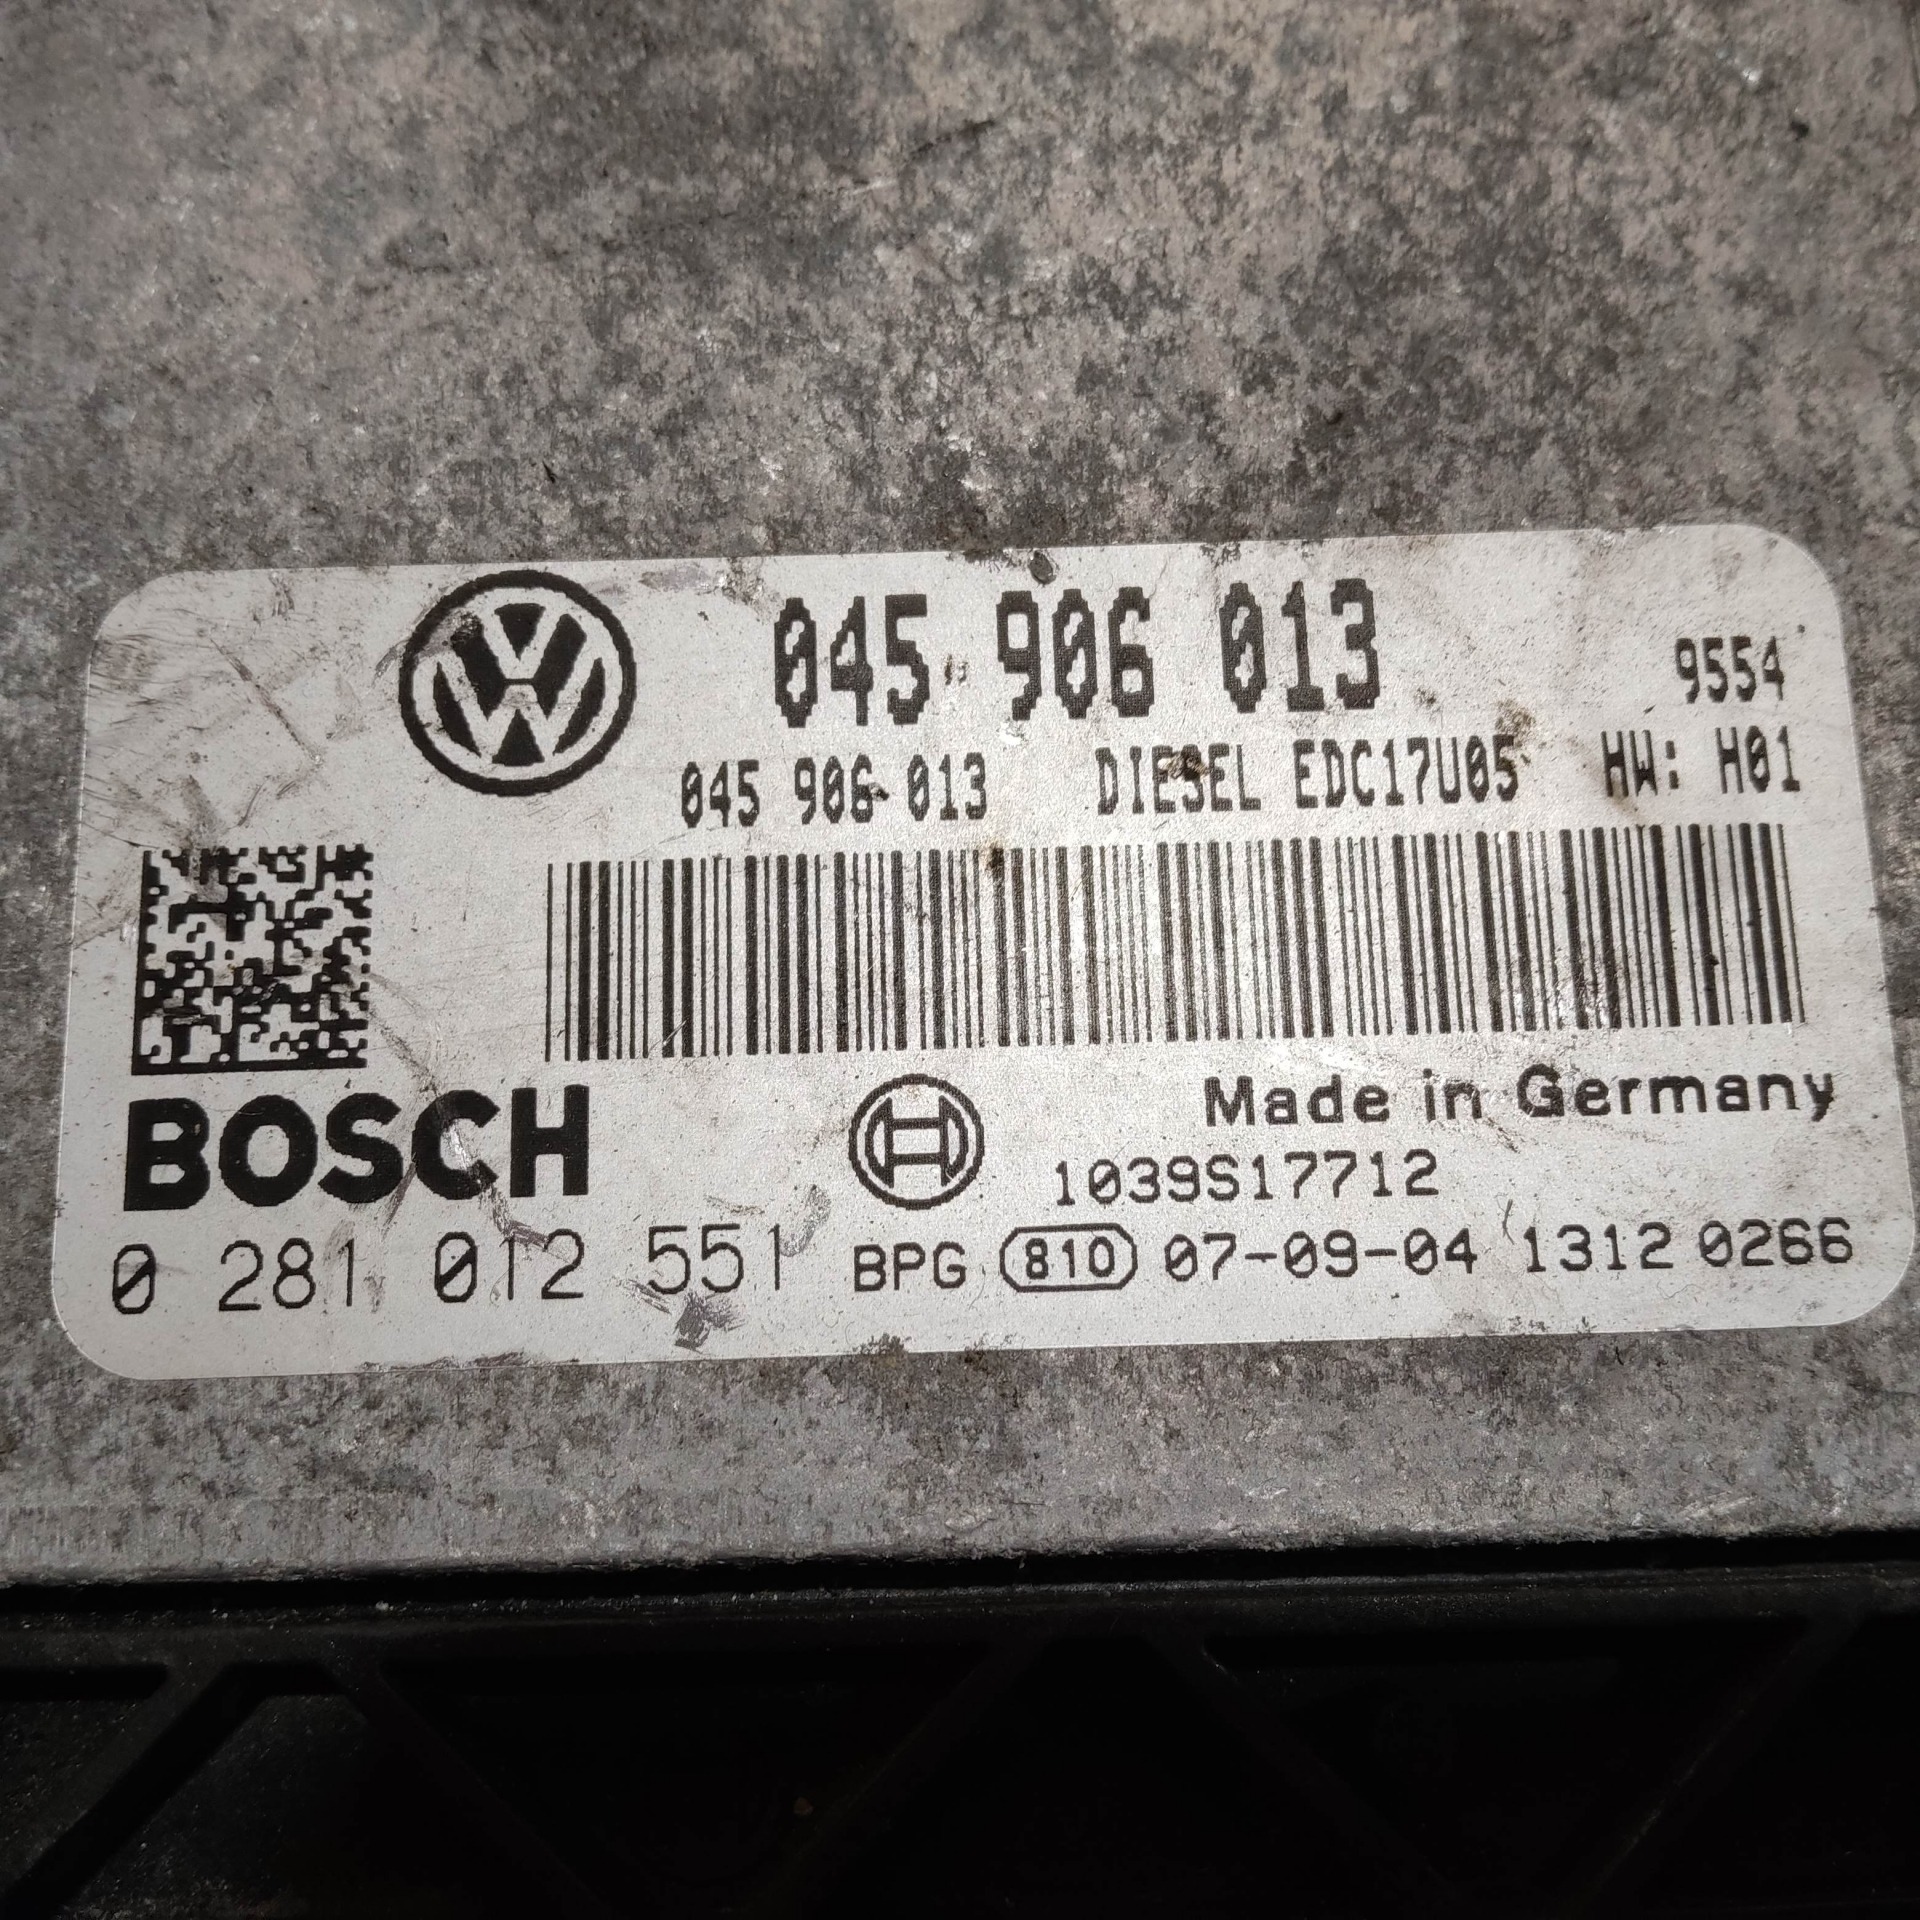 045 906 013
9554
045 906 013 DIESEL EDC17U05 HW: H01
BOSCH
Made in Germany
1039S17712
0 281 012 551 BPG 810 07-09-04 1312 0266